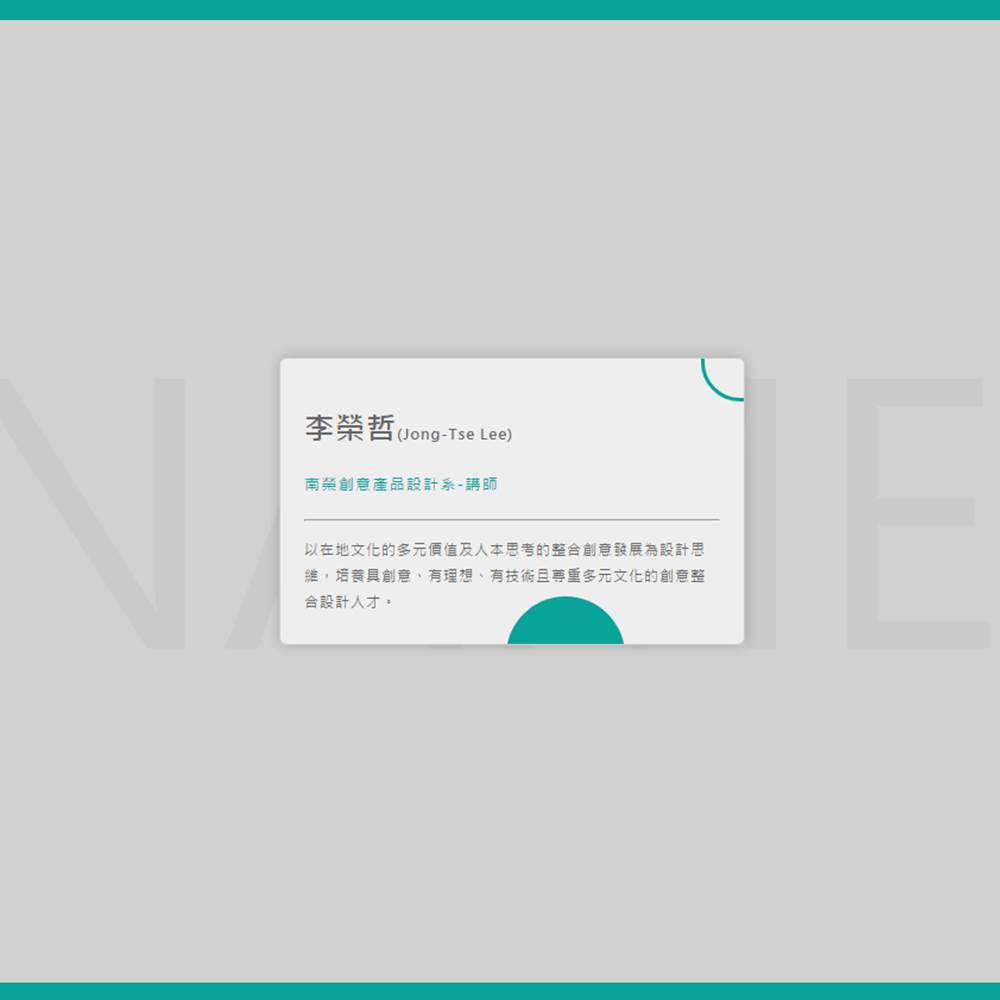 NAME
李榮哲(Jong-Tse Lee)
南榮創意產品設計系-講師
以在地文化的多元價值及人本思考的整合創意發展為設計思
維，培養具創意、有理想、有技術且尊重多元文化的創意整
合設計人才。